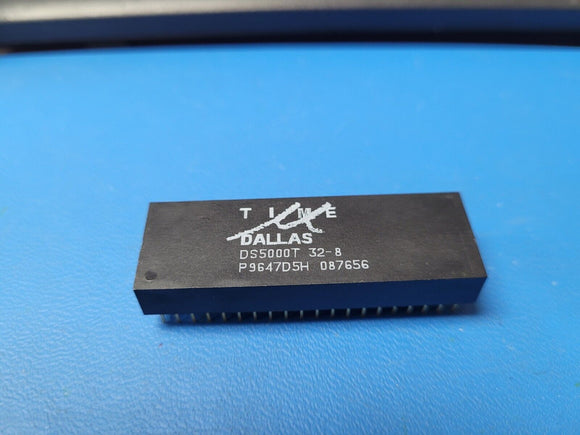 TIME
μ
DALLAS
DS5000T 32-8
P9647D5H 087656